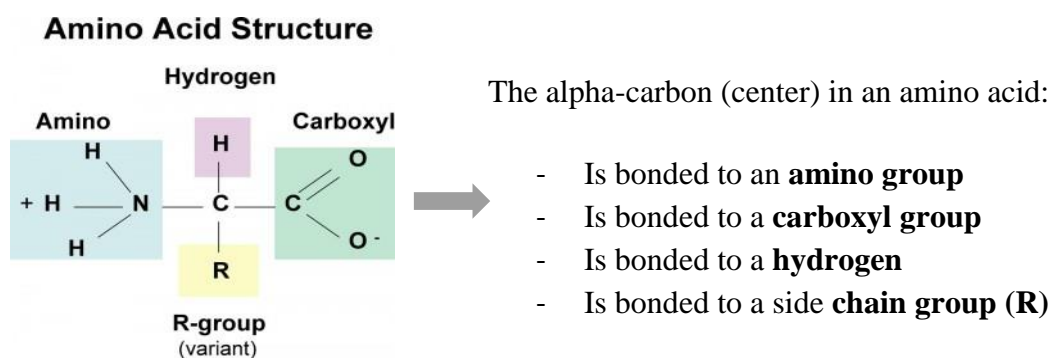 Amino Acid Structure
Hydrogen
Amino
Carboxyl
H
H
O
+ H
N
C
C
H
O -
R
R-group
(variant)
The alpha-carbon (center) in an amino acid:
- Is bonded to an amino group
- Is bonded to a carboxyl group
- Is bonded to a hydrogen
- Is bonded to a side chain group (R)